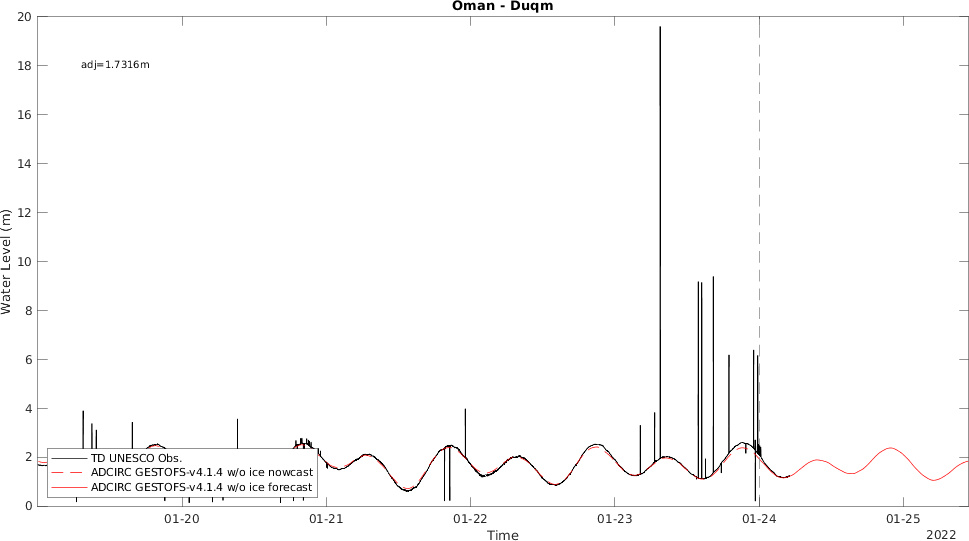 Oman - Duqm
20
18
16
14
12
10
8
6
4
2
0
adj=1.7316m
Water Level (m)
TD UNESCO Obs.
ADCIRC GESTOFS-v4.1.4 w/o ice nowcast
ADCIRC GESTOFS-v4.1.4 w/o ice forecast
01-20
01-21
01-22
01-23
01-24
01-25
Time
2022